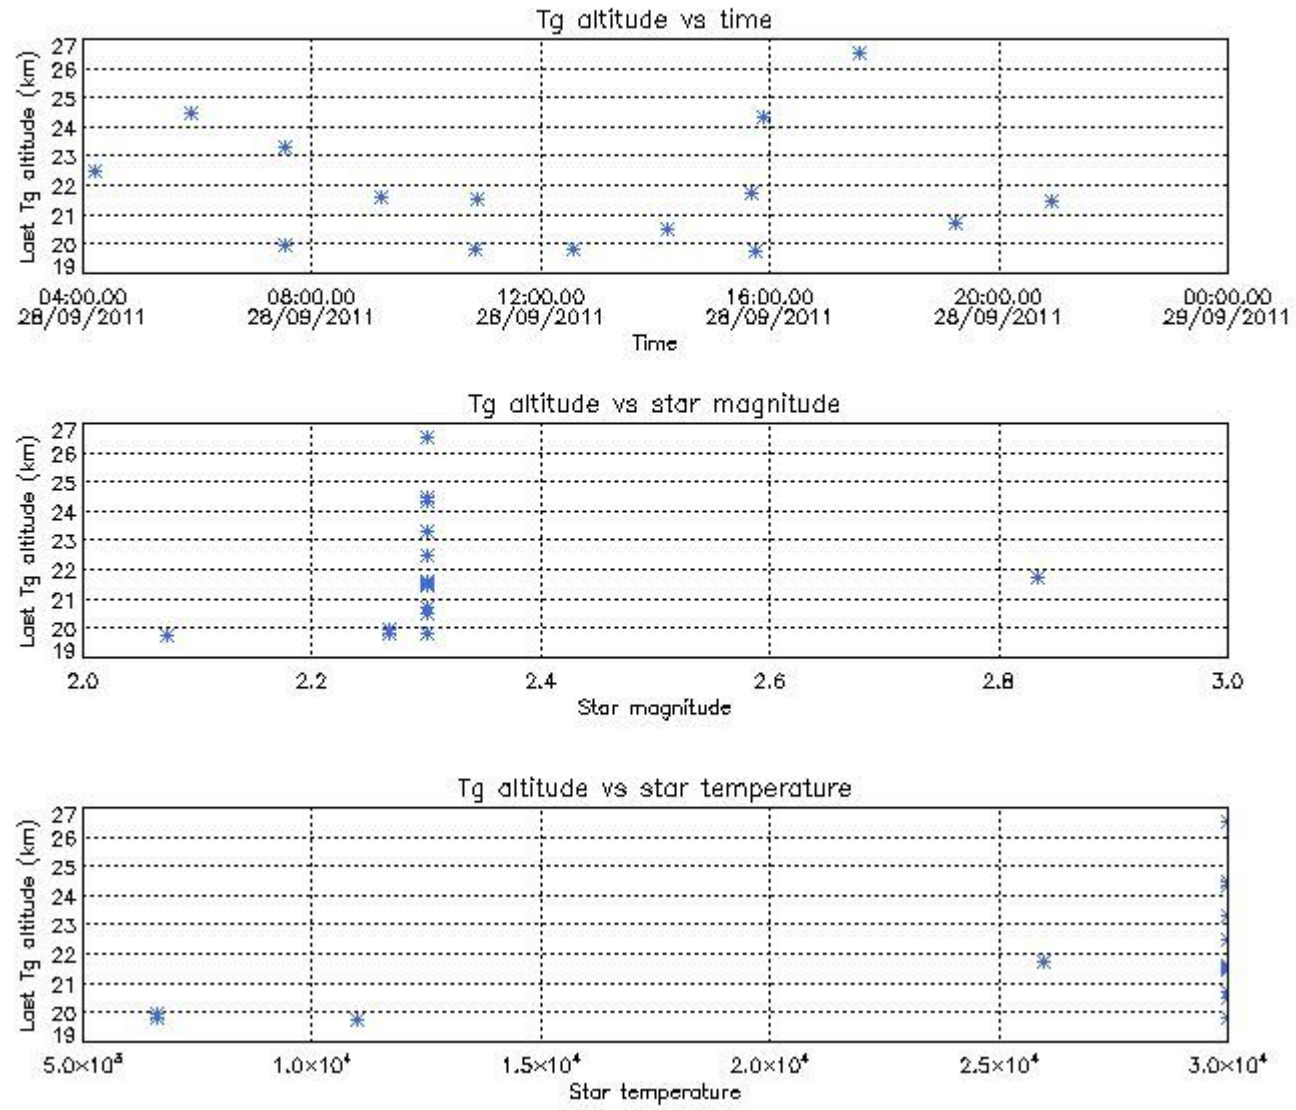 Tg altitude vs time
Last Tg altitude (km)
27
26
25
24
23
22
21
20
19
04:00.00 08:00.00 12:00.00 16:00.00 20:00.00 00:00.00
28/09/2011 28/09/2011 28/09/2011 28/09/2011 28/09/2011 29/09/2011
Time
Tg altitude vs star magnitude
Last Tg altitude (km)
27
26
25
24
23
22
21
20
19
2.0 2.2 2.4 2.6 2.8 3.0
Star magnitude
Tg altitude vs star temperature
Last Tg altitude (km)
27
26
25
24
23
22
21
20
19
5.0×10³ 1.0×10⁴ 1.5×10⁴ 2.0×10⁴ 2.5×10⁴ 3.0×10⁴
Star temperature